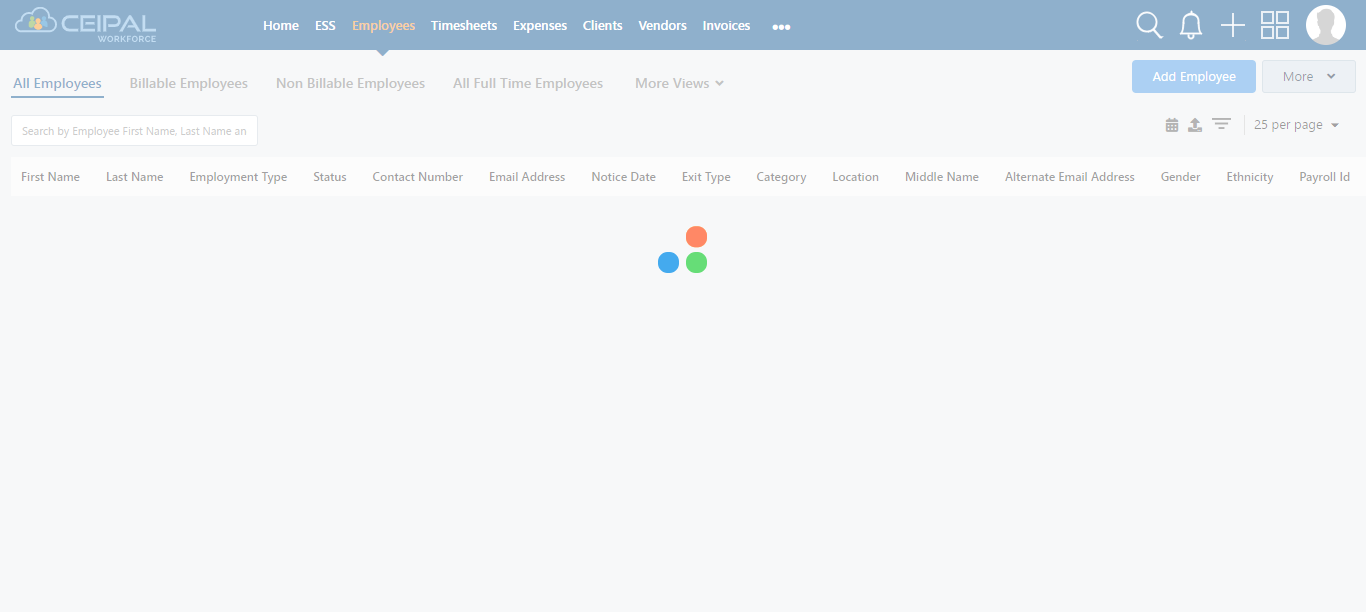 CEIPAL
WORKFORCE
Home ESS Employees Timesheets Expenses Clients Vendors Invoices
All Employees Billable Employees Non Billable Employees All Full Time Employees More Views
Add Employee More
Search by Employee First Name, Last Name an
25 per page
First Name Last Name Employment Type Status Contact Number Email Address Notice Date Exit Type Category Location Middle Name Alternate Email Address Gender Ethnicity Payroll Id